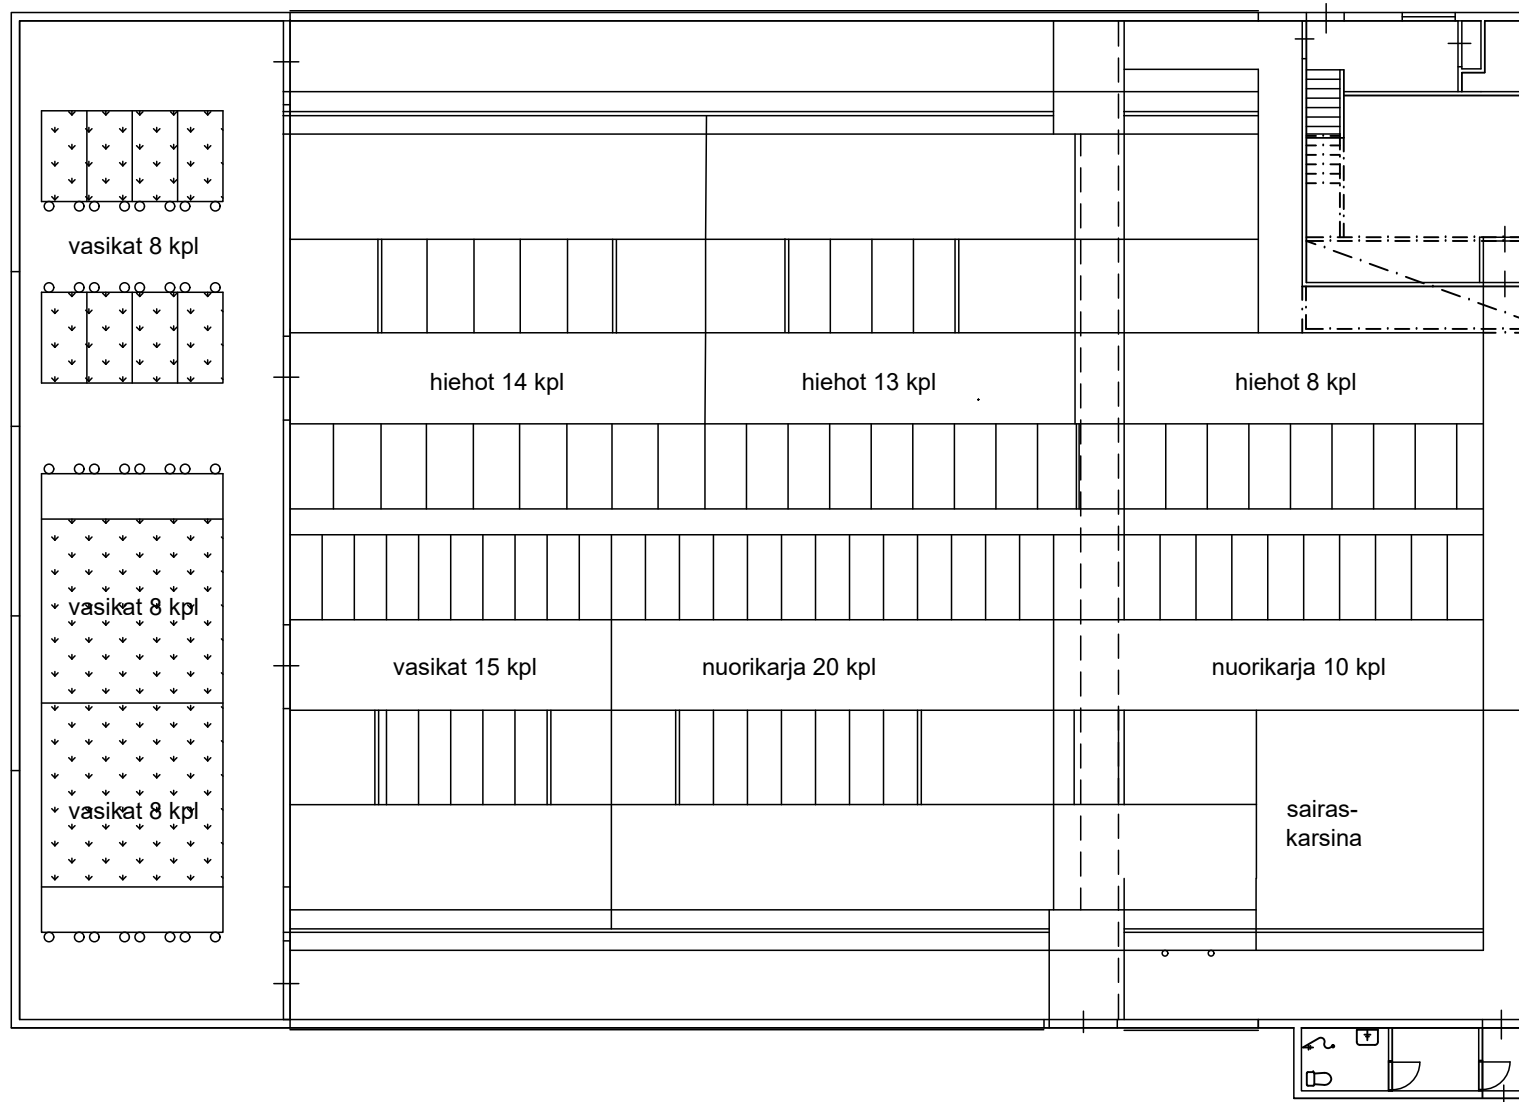 vasikat 8 kpl
hiehot 14 kpl
hiehot 13 kpl
hiehot 8 kpl
vasikat 8 kpl
vasikat 15 kpl
nuorikarja 20 kpl
nuorikarja 10 kpl
vasikat 8 kpl
sairas-
karsina